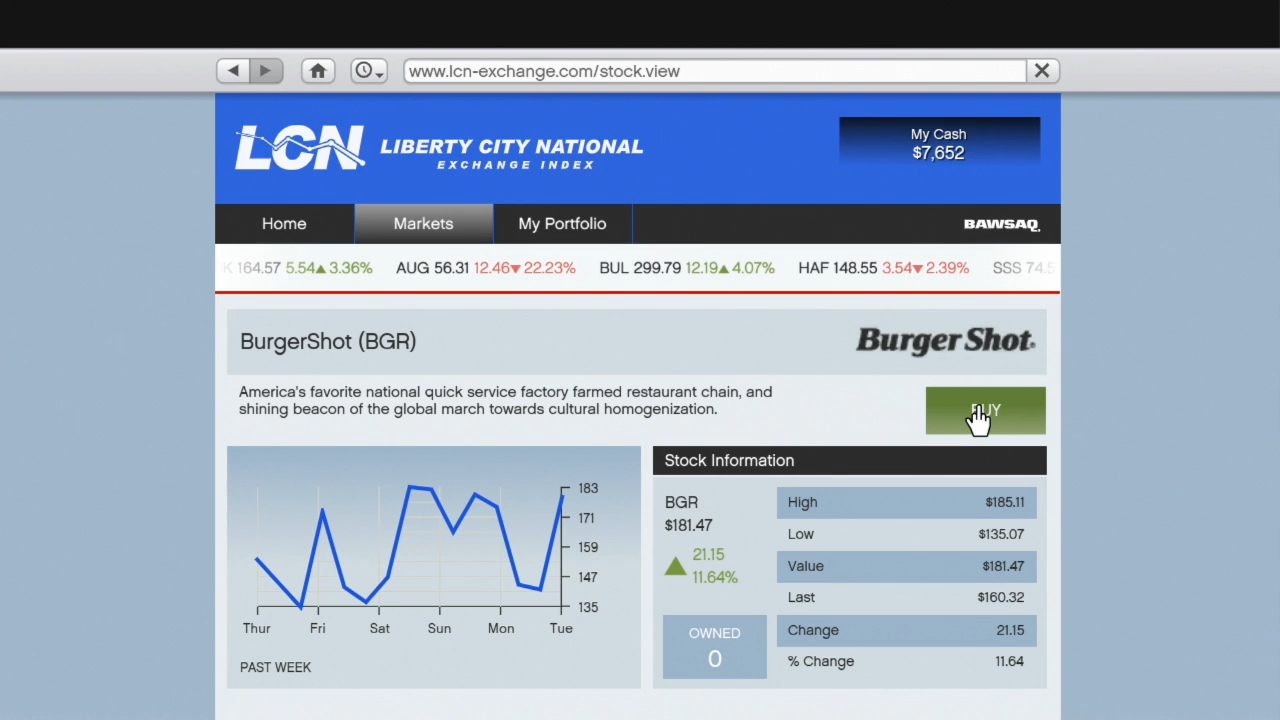 www.lcn-exchange.com/stock.view
LCN LIBERTY CITY NATIONAL
EXCHANGE INDEX
My Cash
$7,652
Home Markets My Portfolio BAWSAQ
K 164.57 5.54▲3.36% AUG 56.31 12.46▼22.23% BUL 299.79 12.19▲4.07% HAF 148.55 3.54▼2.39% SSS 74.5
BurgerShot (BGR) Burger Shot
America's favorite national quick service factory farmed restaurant chain, and
shining beacon of the global march towards cultural homogenization.
BUY
183
171
159
147
135
Thur Fri Sat Sun Mon Tue
PAST WEEK
Stock Information
BGR
$181.47
21.15
11.64%
OWNED
0
High $185.11
Low $135.07
Value $181.47
Last $160.32
Change 21.15
% Change 11.64